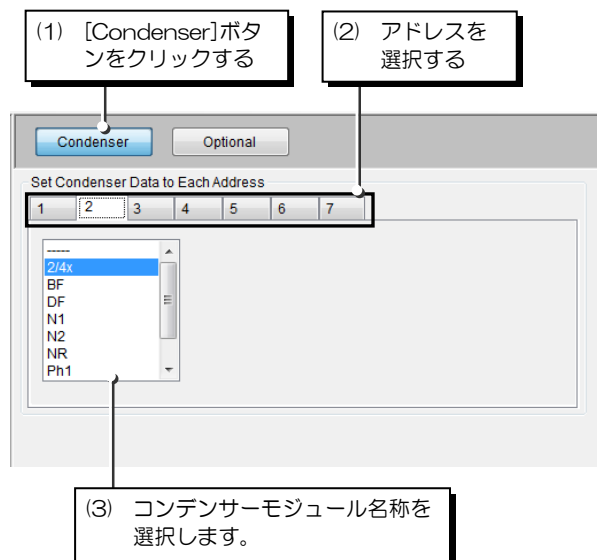 (1) [Condenser]ボタ
ンをクリックする
(2) アドレスを
選択する
Condenser
Optional
Set Condenser Data to Each Address
1 2 3 4 5 6 7
-----
2/4x
BF
DF
N1
N2
NR
Ph1
(3) コンデンサーモジュール名称を
選択します。